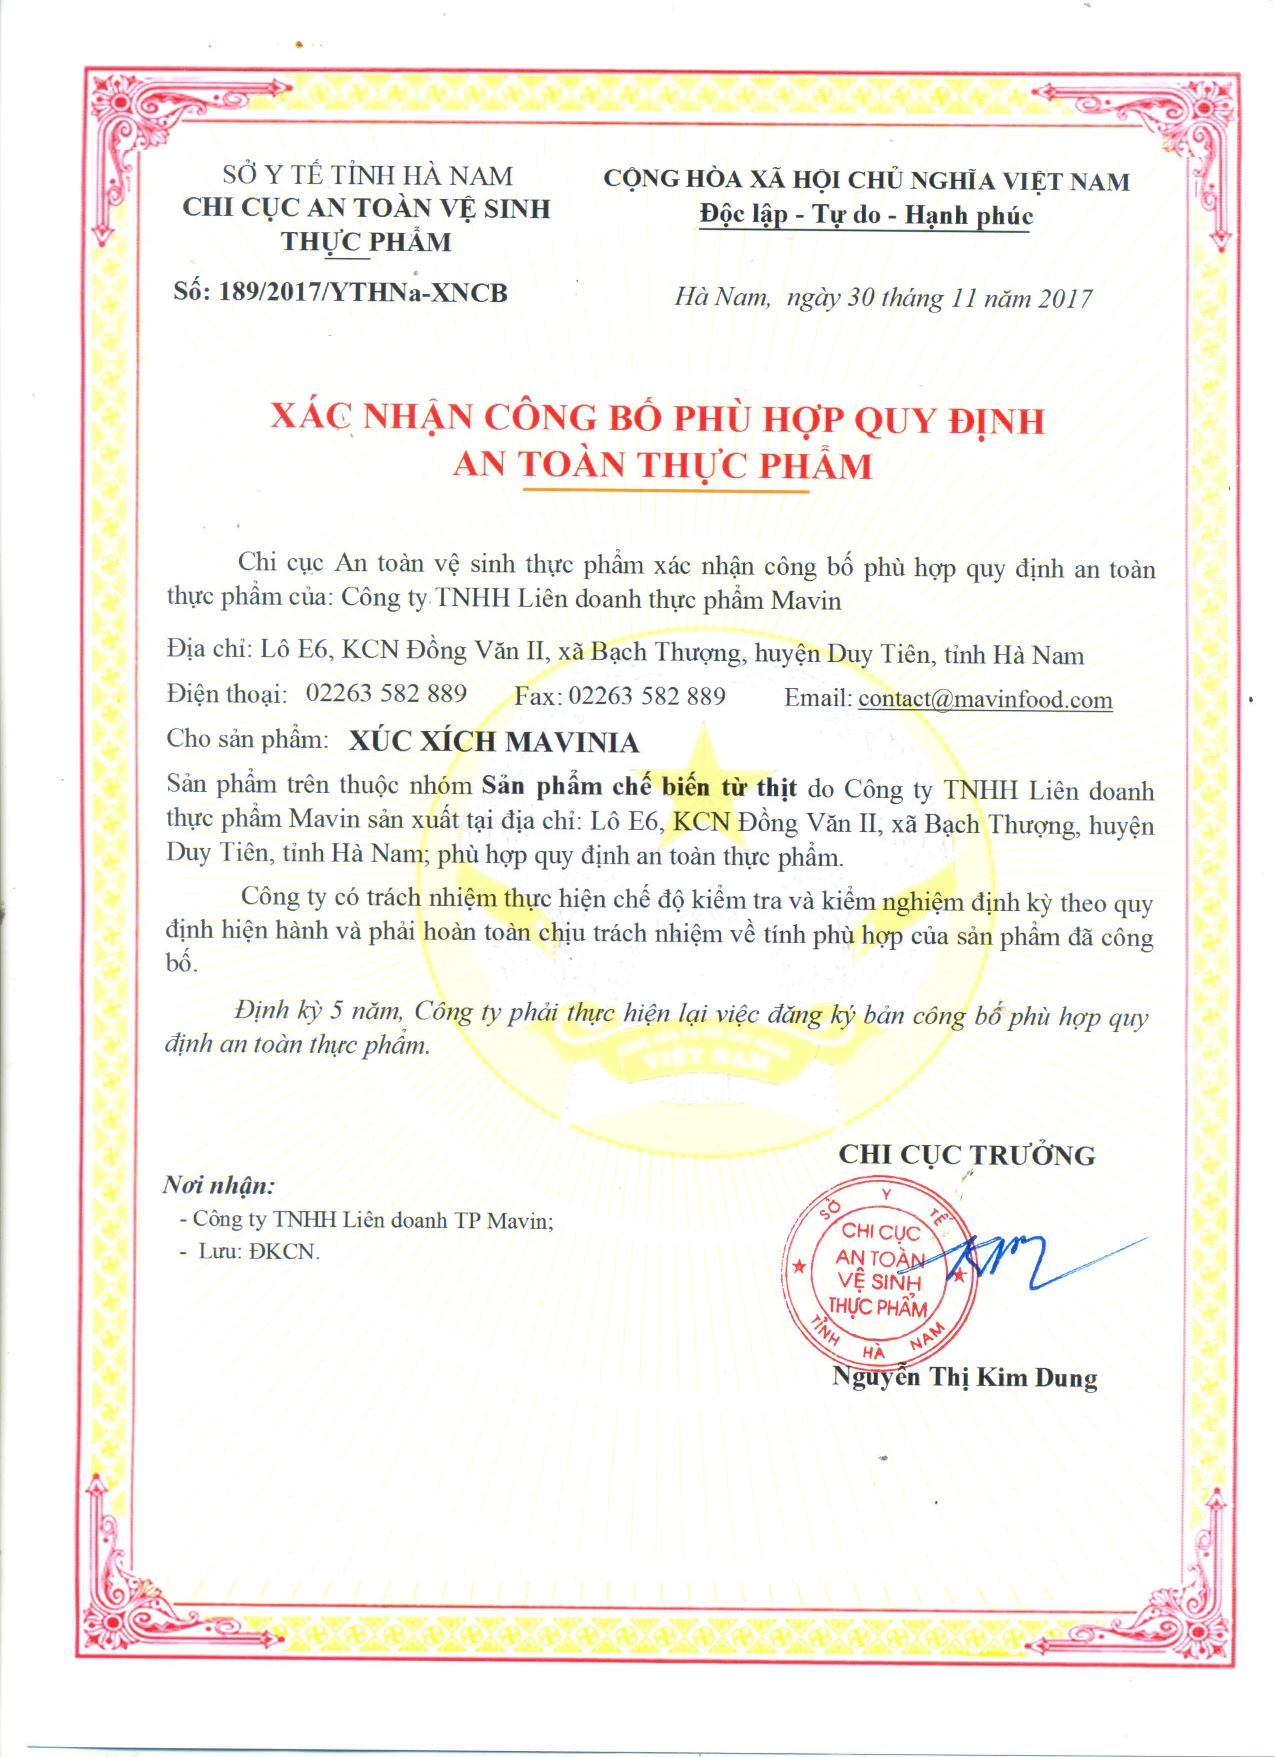 SỞ Y TẾ TỈNH HÀ NAM
CHI CỤC AN TOÀN VỆ SINH
THỰC PHẨM
Số: 189/2017/YTHNa-XNCB
CỘNG HÒA XÃ HỘI CHỦ NGHĨA VIỆT NAM
Độc lập - Tự do - Hạnh phúc
Hà Nam, ngày 30 tháng 11 năm 2017
XÁC NHẬN CÔNG BỐ PHÙ HỢP QUY ĐỊNH
AN TOÀN THỰC PHẨM
Chi cục An toàn vệ sinh thực phẩm xác nhận công bố phù hợp quy định an toàn
thực phẩm của: Công ty TNHH Liên doanh thực phẩm Mavin
Địa chỉ: Lô E6, KCN Đồng Văn II, xã Bạch Thượng, huyện Duy Tiên, tỉnh Hà Nam
Điện thoại: 02263 582 889 Fax: 02263 582 889 Email: contact@mavinfood.com
Cho sản phẩm: XÚC XÍCH MAVINIA
Sản phẩm trên thuộc nhóm Sản phẩm chế biến từ thịt do Công ty TNHH Liên doanh
thực phẩm Mavin sản xuất tại địa chỉ: Lô E6, KCN Đồng Văn II, xã Bạch Thượng, huyện
Duy Tiên, tỉnh Hà Nam; phù hợp quy định an toàn thực phẩm.
Công ty có trách nhiệm thực hiện chế độ kiểm tra và kiểm nghiệm định kỳ theo quy
định hiện hành và phải hoàn toàn chịu trách nhiệm về tính phù hợp của sản phẩm đã công
bố.
Định kỳ 5 năm, Công ty phải thực hiện lại việc đăng ký bản công bố phù hợp quy
định an toàn thực phẩm.
VIỆT NAM
Nơi nhận:
- Công ty TNHH Liên doanh TP Mavin;
- Lưu: ĐKCN.
CHI CỤC TRƯỞNG
SỞ Y TẾ
CHI CỤC
AN TOÀN
VỆ SINH
THỰC PHẨM
TỈNH HÀ NAM
Nguyễn Thị Kim Dung